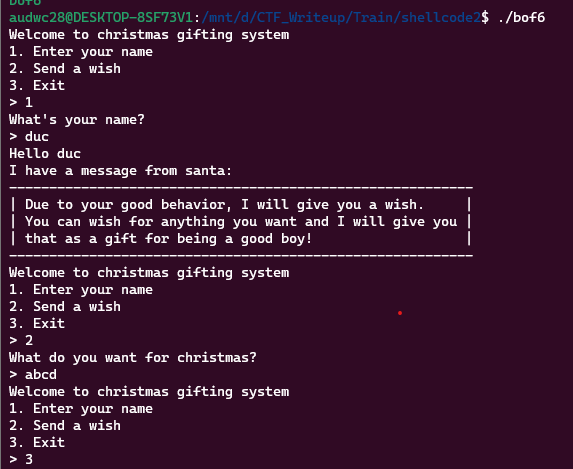 bof6
audwc28@DESKTOP-8SF73V1:/mnt/d/CTF_Writeup/Train/shellcode2$ ./bof6
Welcome to christmas gifting system
1. Enter your name
2. Send a wish
3. Exit
> 1
What's your name?
> duc
Hello duc
I have a message from santa:
----------------------------------------------------------
| Due to your good behavior, I will give you a wish.     |
| You can wish for anything you want and I will give you |
| that as a gift for being a good boy!                   |
----------------------------------------------------------
Welcome to christmas gifting system
1. Enter your name
2. Send a wish
3. Exit
> 2
What do you want for christmas?
> abcd
Welcome to christmas gifting system
1. Enter your name
2. Send a wish
3. Exit
> 3